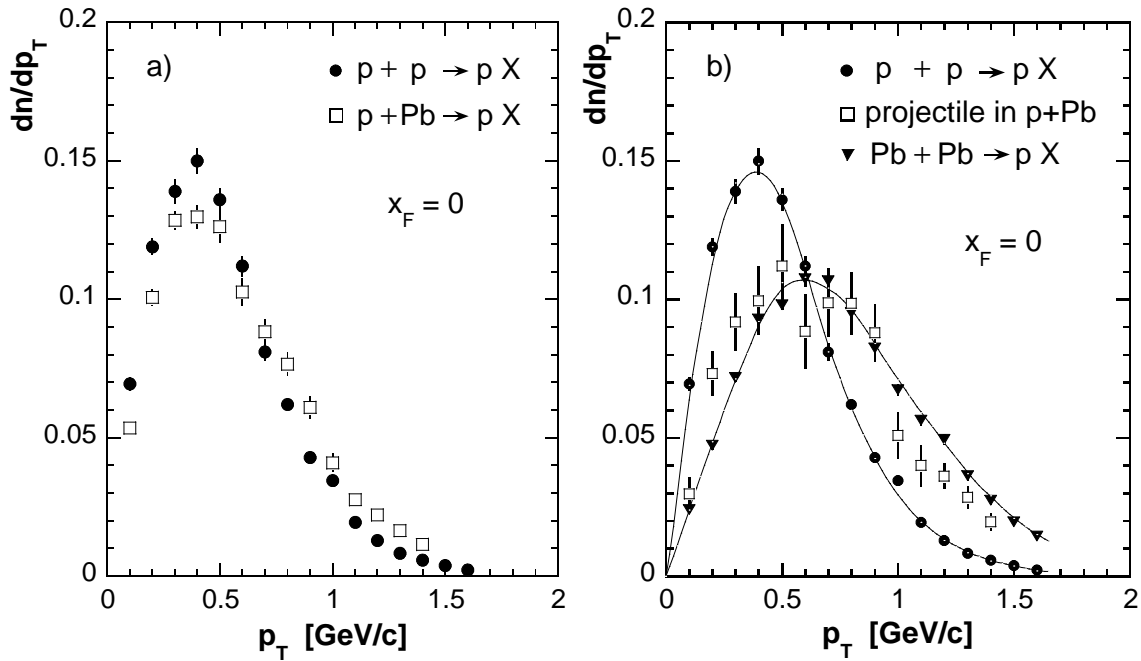 a)
p + p → p X
p + Pb → p X
x_F = 0
dn/dp_T
0.2
0.15
0.1
0.05
0
0 0.5 1 1.5 2
p_T [GeV/c]
b)
p + p → p X
projectile in p+Pb
Pb + Pb → p X
x_F = 0
dn/dp_T
0.2
0.15
0.1
0.05
0
0 0.5 1 1.5 2
p_T [GeV/c]